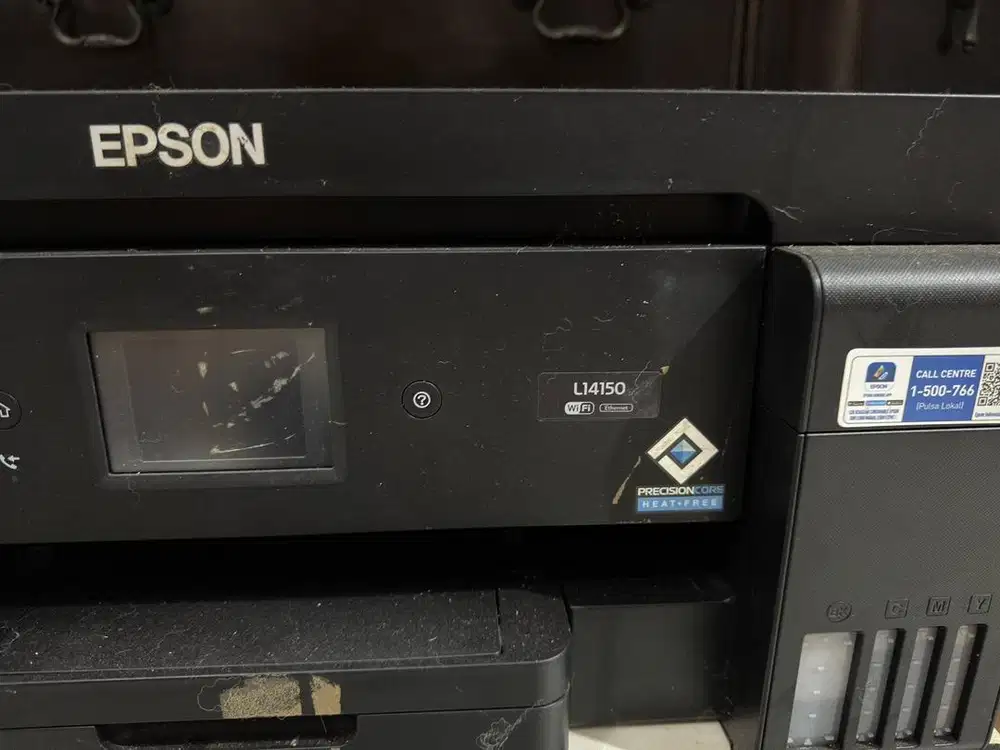 EPSON
?
L14150
WiFi
Ethernet
PRECISIONCORE
HEAT-FREE
EPSON
CALL CENTRE
1-500-766
(Pulsa Lokal)
BK
C
M
Y